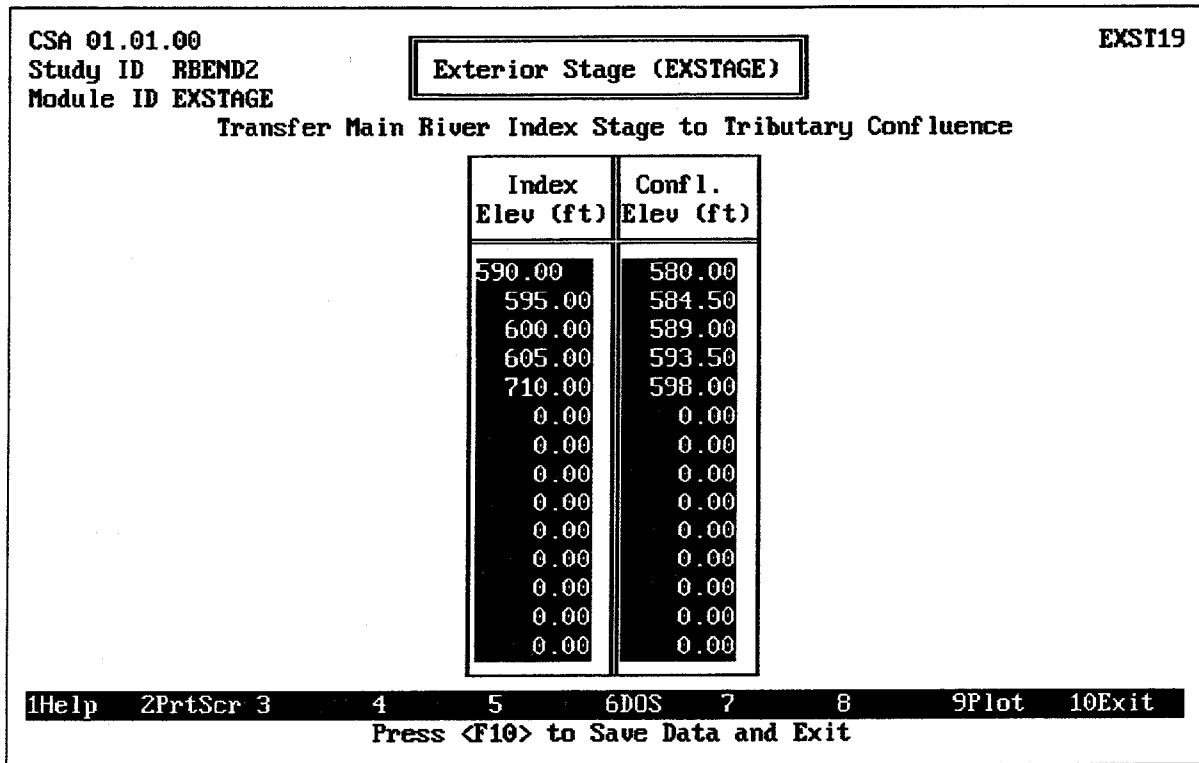 CSA 01.01.00
EXST19
Study ID RBEND2
Exterior Stage (EXSTAGE)
Module ID EXSTAGE
Transfer Main River Index Stage to Tributary Confluence
Index Confl.
Elev (ft) Elev (ft)
590.00 580.00
595.00 584.50
600.00 589.00
605.00 593.50
710.00 598.00
0.00 0.00
0.00 0.00
0.00 0.00
0.00 0.00
0.00 0.00
0.00 0.00
0.00 0.00
0.00 0.00
0.00 0.00
1Help 2PrtScr 3 4 5 6DOS 7 8 9Plot 10Exit
Press <F10> to Save Data and Exit